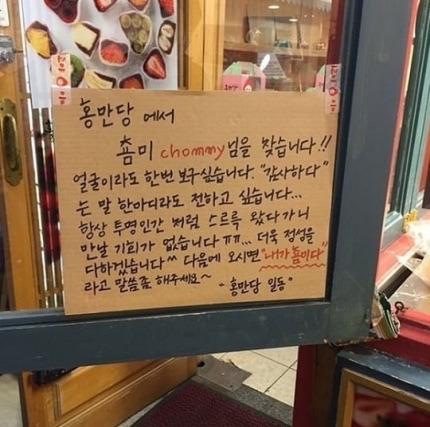 홍만당 에서
춈미 chommy님을 찾습니다!!
얼굴이라도 한번 보구싶습니다. "감사하다"
는 말 한마디라도 전하고 싶습니다...
항상 투명인간 처럼 스르륵 왔다가니
만날 기회가 없습니다 ㅠㅠ... 더욱 정성을
다하겠습니다^^ 다음에 오시면 "내가춈미다"
라고 말씀좀 해주세요~ "홍만당 일동"